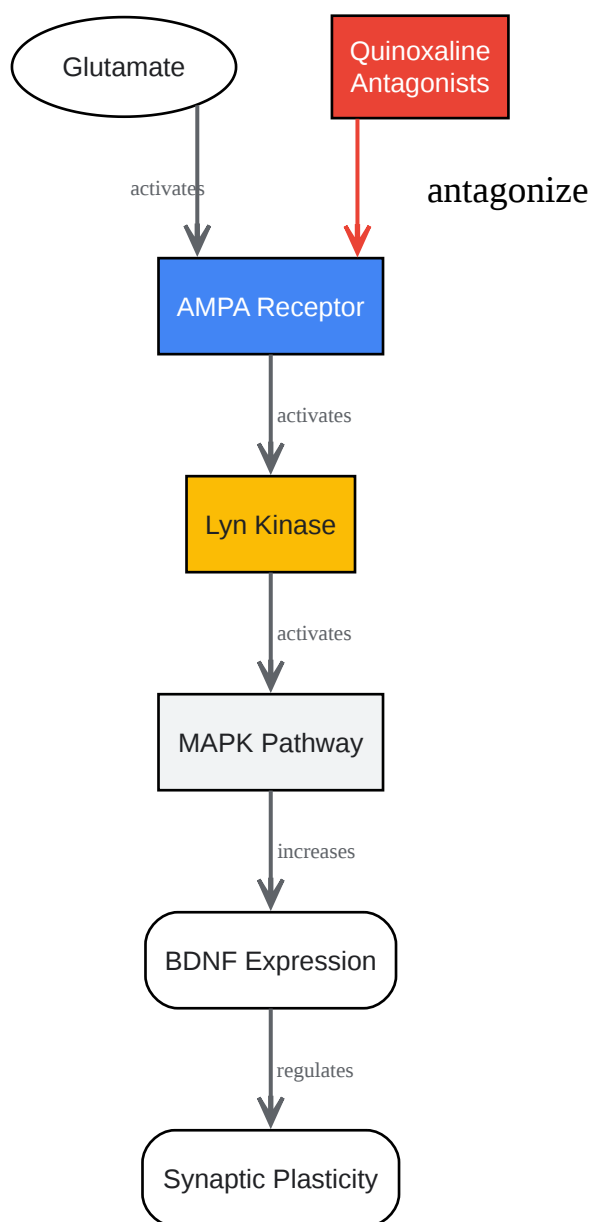 Glutamate
Quinoxaline
Antagonists
activates
antagonize
AMPA Receptor
activates
Lyn Kinase
activates
MAPK Pathway
increases
BDNF Expression
regulates
Synaptic Plasticity